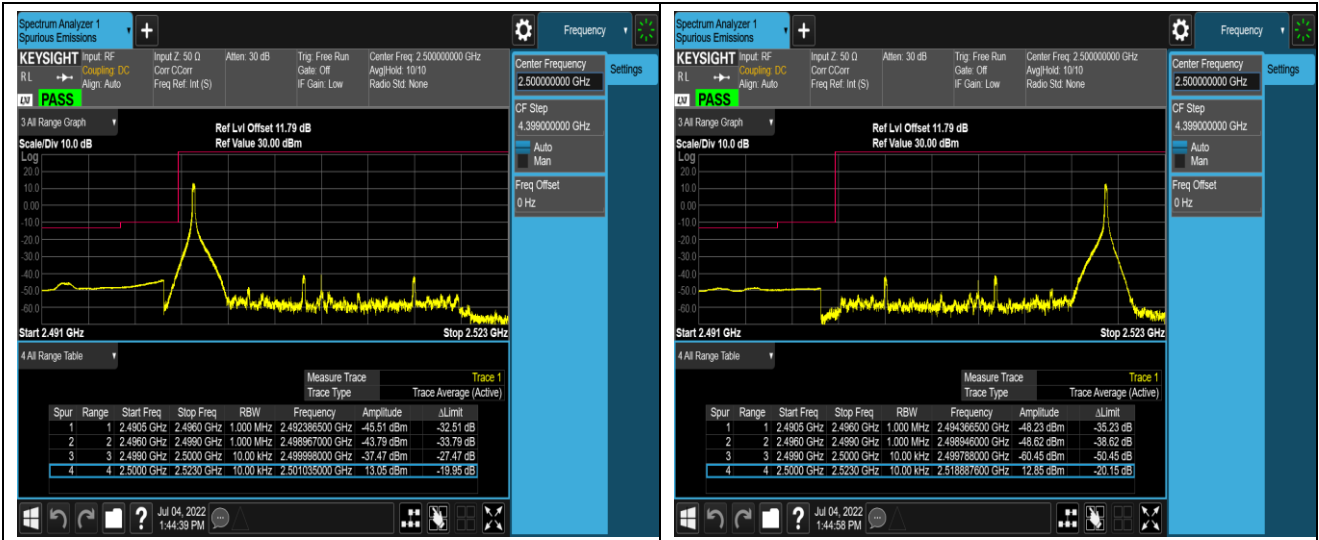 Spectrum Analyzer 1
Spurious Emissions
+
Frequency
KEYSIGHT Input: RF Input Z: 50 Ω Atten: 30 dB Trig: Free Run Center Freq: 2.500000000 GHz
RL Coupling: DC Corr CCorr Gate: Off Avg|Hold: 10/10
Align: Auto Freq Ref: Int (S) IF Gain: Low Radio Std: None
LXI PASS
Center Frequency
2.500000000 GHz
Settings
CF Step
4.399000000 GHz
Auto
Man
Freq Offset
0 Hz
3 All Range Graph
Ref Lvl Offset 11.79 dB
Scale/Div 10.0 dB Ref Value 30.00 dBm
Log
20.0
10.0
0.00
-10.0
-20.0
-30.0
-40.0
-50.0
-60.0
Start 2.491 GHz Stop 2.523 GHz
4 All Range Table
Measure Trace Trace 1
Trace Type Trace Average (Active)
Spur Range Start Freq Stop Freq RBW Frequency Amplitude ΔLimit
1 1 2.4905 GHz 2.4960 GHz 1.000 MHz 2.492386500 GHz -45.51 dBm -32.51 dB
2 2 2.4960 GHz 2.4990 GHz 1.000 MHz 2.498967000 GHz -43.79 dBm -33.79 dB
3 3 2.4990 GHz 2.5000 GHz 10.00 kHz 2.499998000 GHz -37.47 dBm -27.47 dB
4 4 2.5000 GHz 2.5230 GHz 10.00 kHz 2.501035000 GHz 13.05 dBm -19.95 dB
?
Jul 04, 2022
1:44:39 PM
Spectrum Analyzer 1
Spurious Emissions
+
Frequency
KEYSIGHT Input: RF Input Z: 50 Ω Atten: 30 dB Trig: Free Run Center Freq: 2.500000000 GHz
RL Coupling: DC Corr CCorr Gate: Off Avg|Hold: 10/10
Align: Auto Freq Ref: Int (S) IF Gain: Low Radio Std: None
LXI PASS
Center Frequency
2.500000000 GHz
Settings
CF Step
4.399000000 GHz
Auto
Man
Freq Offset
0 Hz
3 All Range Graph
Ref Lvl Offset 11.79 dB
Scale/Div 10.0 dB Ref Value 30.00 dBm
Log
20.0
10.0
0.00
-10.0
-20.0
-30.0
-40.0
-50.0
-60.0
Start 2.491 GHz Stop 2.523 GHz
4 All Range Table
Measure Trace Trace 1
Trace Type Trace Average (Active)
Spur Range Start Freq Stop Freq RBW Frequency Amplitude ΔLimit
1 1 2.4905 GHz 2.4960 GHz 1.000 MHz 2.494366500 GHz -48.23 dBm -35.23 dB
2 2 2.4960 GHz 2.4990 GHz 1.000 MHz 2.498946000 GHz -48.62 dBm -38.62 dB
3 3 2.4990 GHz 2.5000 GHz 10.00 kHz 2.499788000 GHz -60.45 dBm -50.45 dB
4 4 2.5000 GHz 2.5230 GHz 10.00 kHz 2.518887600 GHz 12.85 dBm -20.15 dB
?
Jul 04, 2022
1:44:58 PM